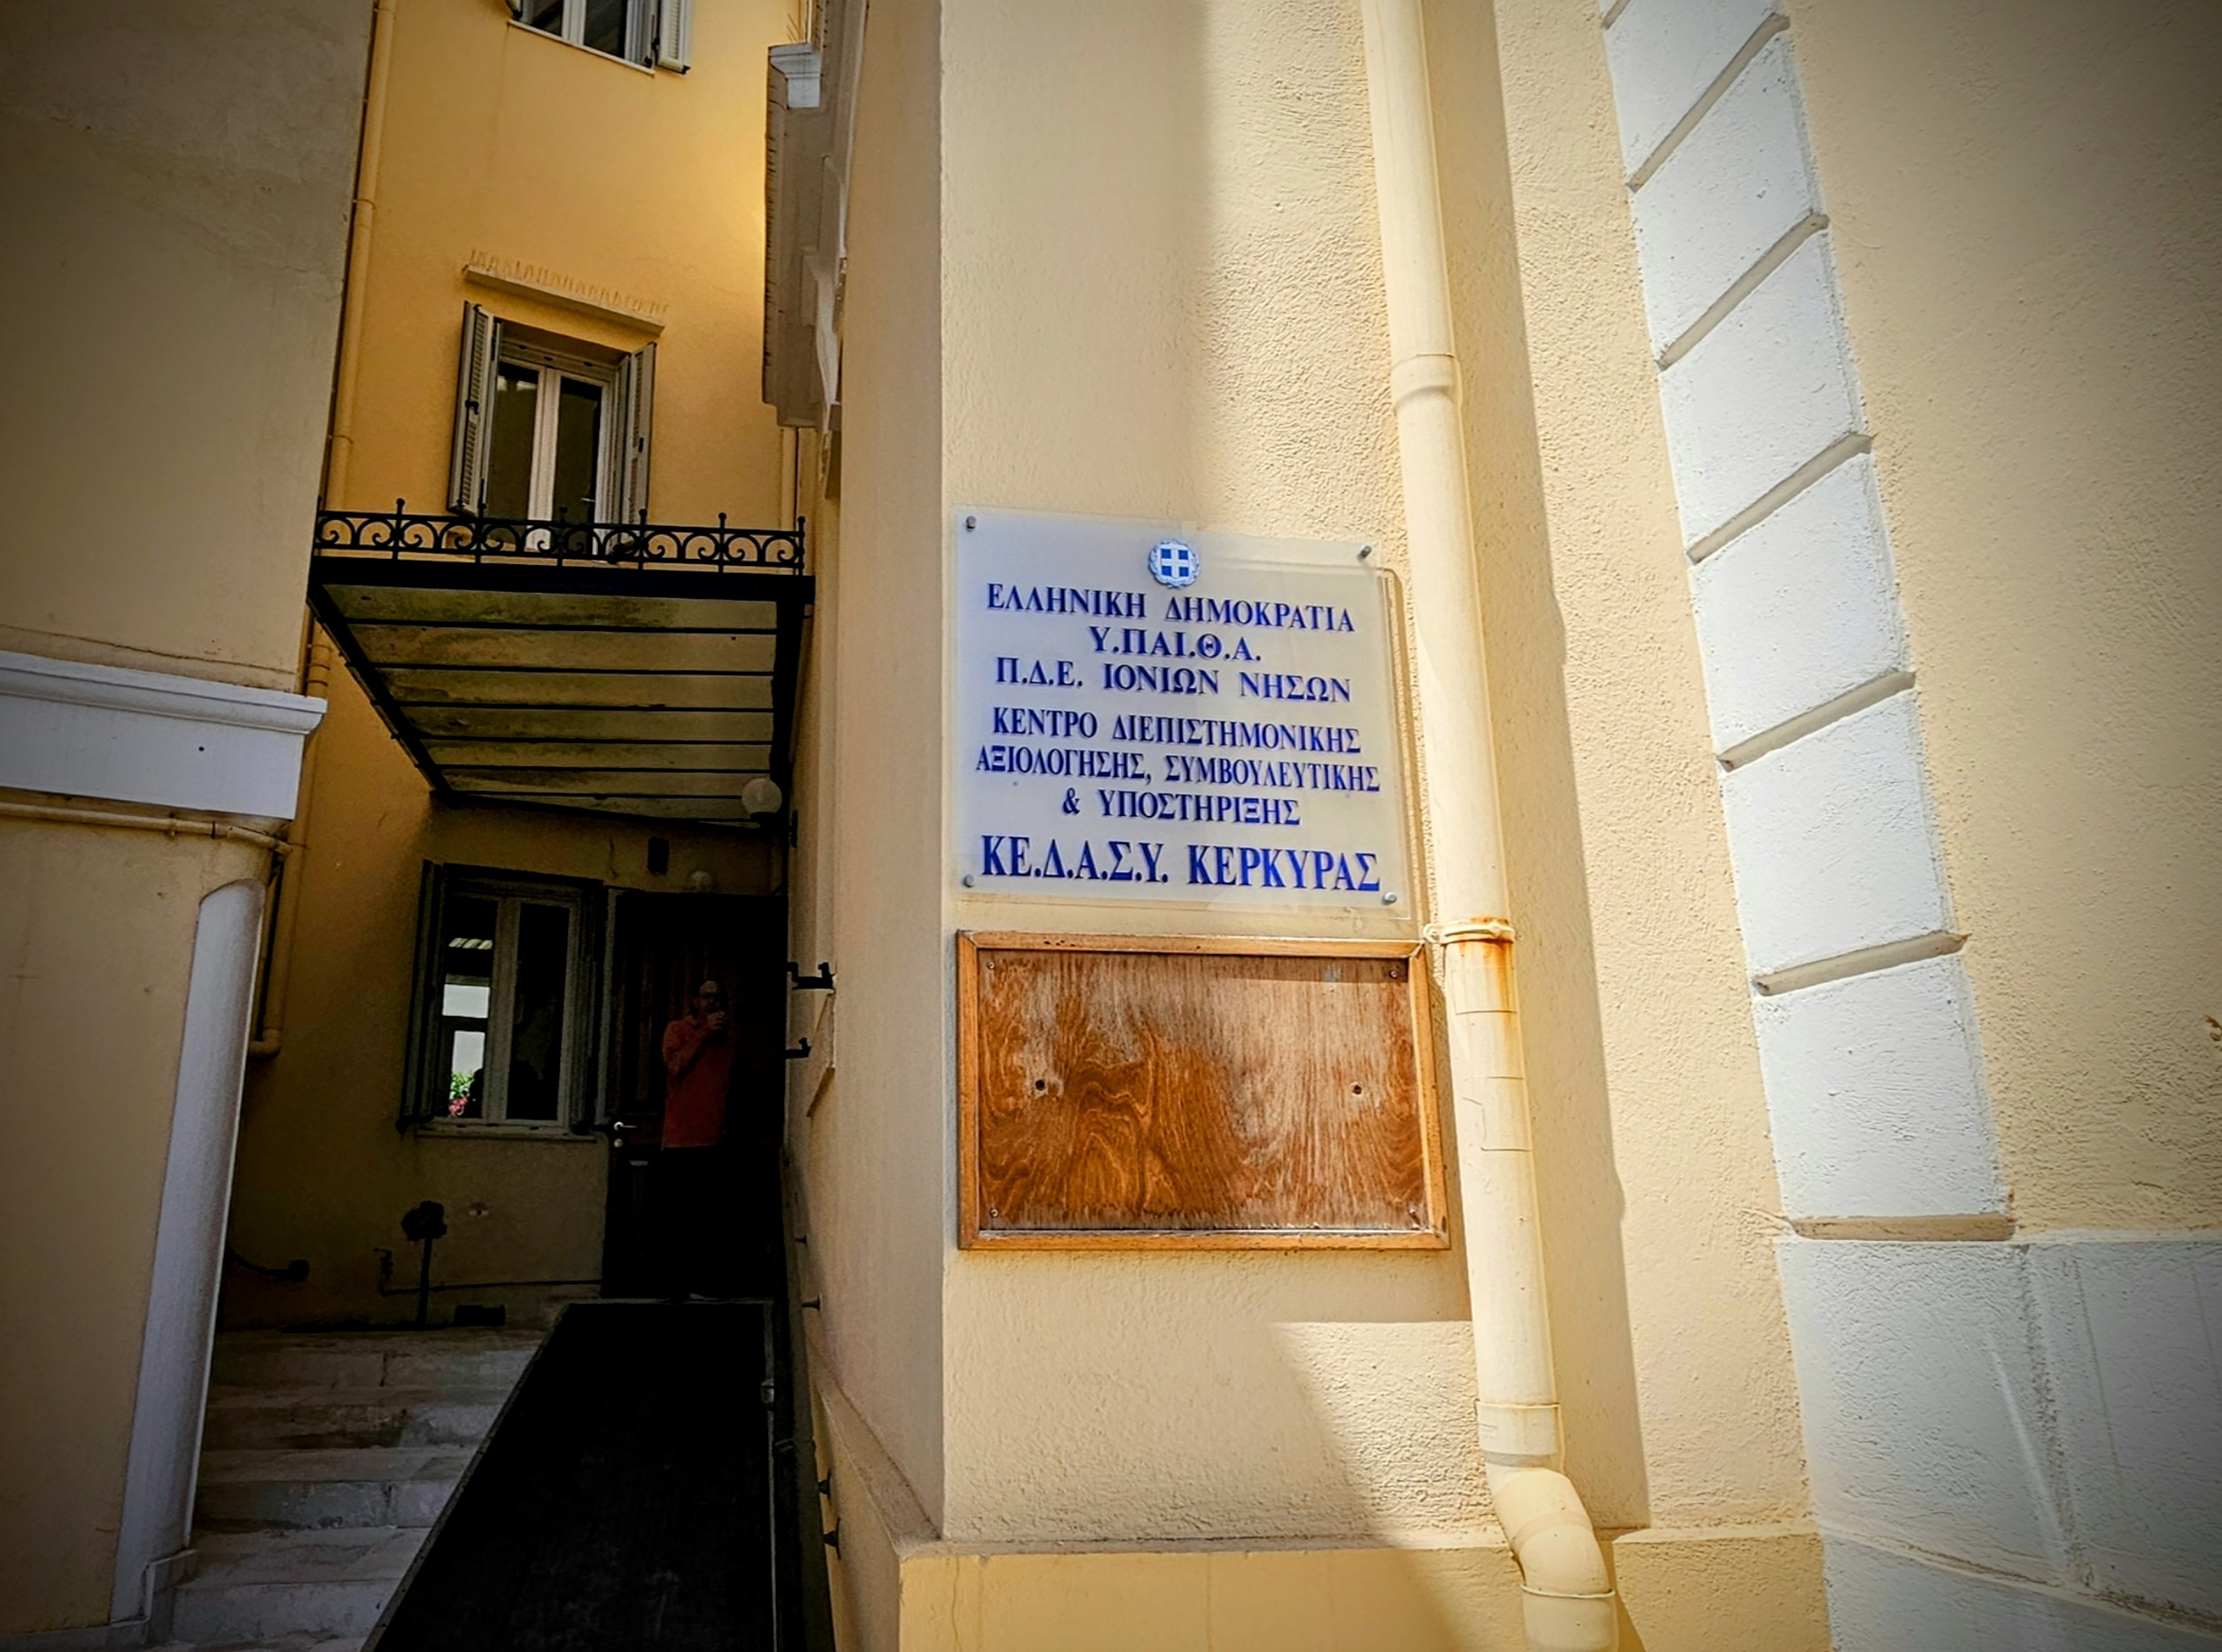 ΕΛΛΗΝΙΚΗ ΔΗΜΟΚΡΑΤΙΑ
Υ.ΠΑΙ.Θ.Α.
Π.Δ.Ε. ΙΟΝΙΩΝ ΝΗΣΩΝ
ΚΕΝΤΡΟ ΔΙΕΠΙΣΤΗΜΟΝΙΚΗΣ
ΑΞΙΟΛΟΓΗΣΗΣ, ΣΥΜΒΟΥΛΕΥΤΙΚΗΣ
& ΥΠΟΣΤΗΡΙΞΗΣ
ΚΕ.Δ.Α.Σ.Υ. ΚΕΡΚΥΡΑΣ